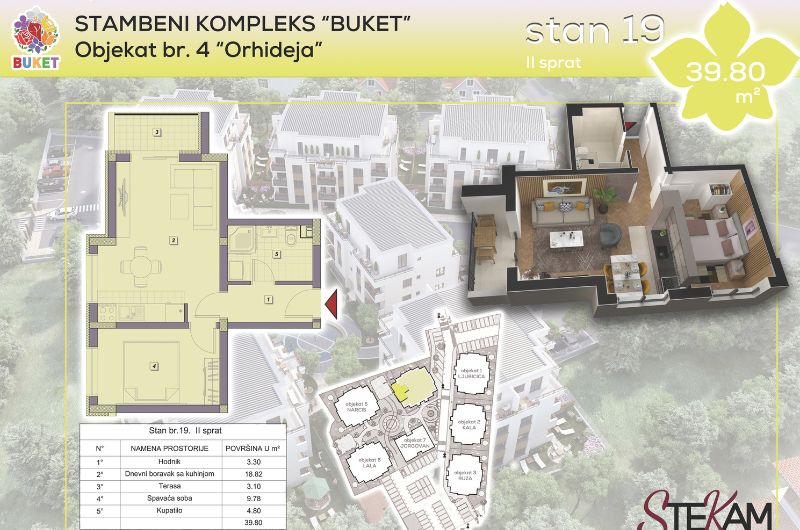 BUKET
STAMBENI KOMPLEKS “BUKET”
Objekat br. 4 “Orhideja”
stan 19
II sprat
39.80
m²
3
2
5
1
4
objekat 5
NARCIS
objekat 1
LJUBICICA
objekat 2
KALA
objekat 7
JORGOVAN
objekat 6
LALA
objekat 3
RUZA
Stan br.19. II sprat
N° NAMENA PROSTORIJE POVRŠINA U m²
1° Hodnik 3.30
2° Dnevni boravak sa kuhinjom 18.82
3° Terasa 3.10
4° Spavaća soba 9.78
5° Kupatilo 4.80
39.80
STEKAM